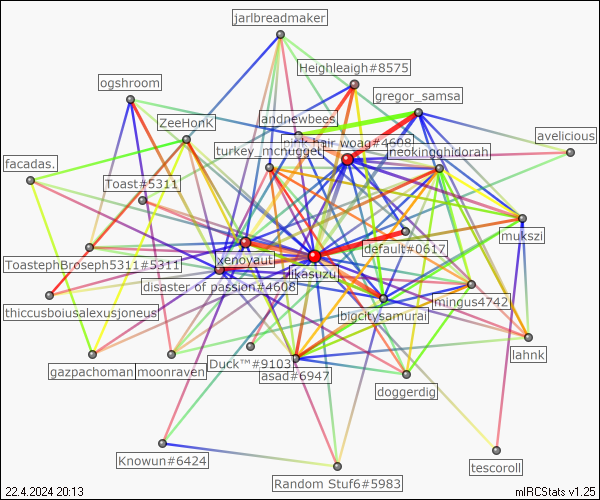 jarlbreadmaker
Heighleaigh#8575
ogshroom
gregor_samsa
andnewbees
ZeeHonK
avelicious
pink hair woag#4608
turkey_mchugget
neokingghidorah
facadas.
Toast#5311
mukszi
default#0617
xenoyaut
ToastephBroseph5311#5311
likasuzu
disaster of passion#4608
mingus4742
thiccusboiusalexusjoneus
bigcitysamurai
lahnk
Duck™#9103
gazpachoman
moonraven
asad#6947
doggerdig
Knowun#6424
tescoroll
Random Stuf6#5983
22.4.2024 20:13
mIRCStats v1.25